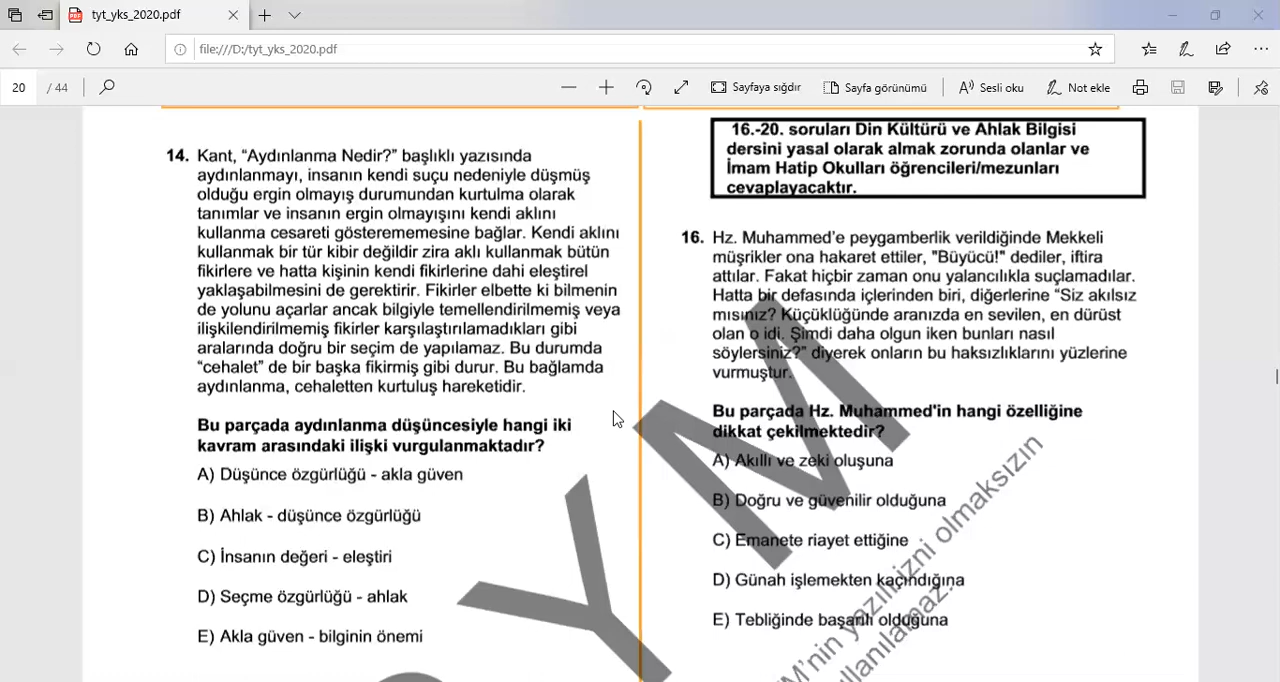 tyt_yks_2020.pdf
file:///D:/tyt_yks_2020.pdf
20 / 44
Sayfaya sığdır
Sayfa görünümü
Sesli oku
Not ekle
14. Kant, “Aydınlanma Nedir?” başlıklı yazısında
aydınlanmayı, insanın kendi suçu nedeniyle düşmüş
olduğu ergin olmayış durumundan kurtulma olarak
tanımlar ve insanın ergin olmayışını kendi aklını
kullanma cesareti gösterememesine bağlar. Kendi aklını
kullanmak bir tür kibir değildir zira aklı kullanmak bütün
fikirlere ve hatta kişinin kendi fikirlerine dahi eleştirel
yaklaşabilmesini de gerektirir. Fikirler elbette ki bilmenin
de yolunu açarlar ancak bilgiyle temellendirilmemiş veya
ilişkilendirilmemiş fikirler karşılaştırılamadıkları gibi
aralarında doğru bir seçim de yapılamaz. Bu durumda
“cehalet” de bir başka fikirmiş gibi durur. Bu bağlamda
aydınlanma, cehaletten kurtuluş hareketidir.
Bu parçada aydınlanma düşüncesiyle hangi iki
kavram arasındaki ilişki vurgulanmaktadır?
A) Düşünce özgürlüğü - akla güven
B) Ahlak - düşünce özgürlüğü
C) İnsanın değeri - eleştiri
D) Seçme özgürlüğü - ahlak
E) Akla güven - bilginin önemi
16.-20. soruları Din Kültürü ve Ahlak Bilgisi
dersini yasal olarak almak zorunda olanlar ve
İmam Hatip Okulları öğrencileri/mezunları
cevaplayacaktır.
16. Hz. Muhammed’e peygamberlik verildiğinde Mekkeli
müşrikler ona hakaret ettiler, "Büyücü!" dediler, iftira
attılar. Fakat hiçbir zaman onu yalancılıkla suçlamadılar.
Hatta bir defasında içlerinden biri, diğerlerine “Siz akılsız
mısınız? Küçüklüğünde aranızda en sevilen, en dürüst
olan o idi. Şimdi daha olgun iken bunları nasıl
söylersiniz?” diyerek onların bu haksızlıklarını yüzlerine
vurmuştur.
Bu parçada Hz. Muhammed'in hangi özelliğine
dikkat çekilmektedir?
A) Akıllı ve zeki oluşuna
B) Doğru ve güvenilir olduğuna
C) Emanete riayet ettiğine
D) Günah işlemekten kaçındığına
E) Tebliğinde başarılı olduğuna
YM
M’nin yazılı izni olmaksızın